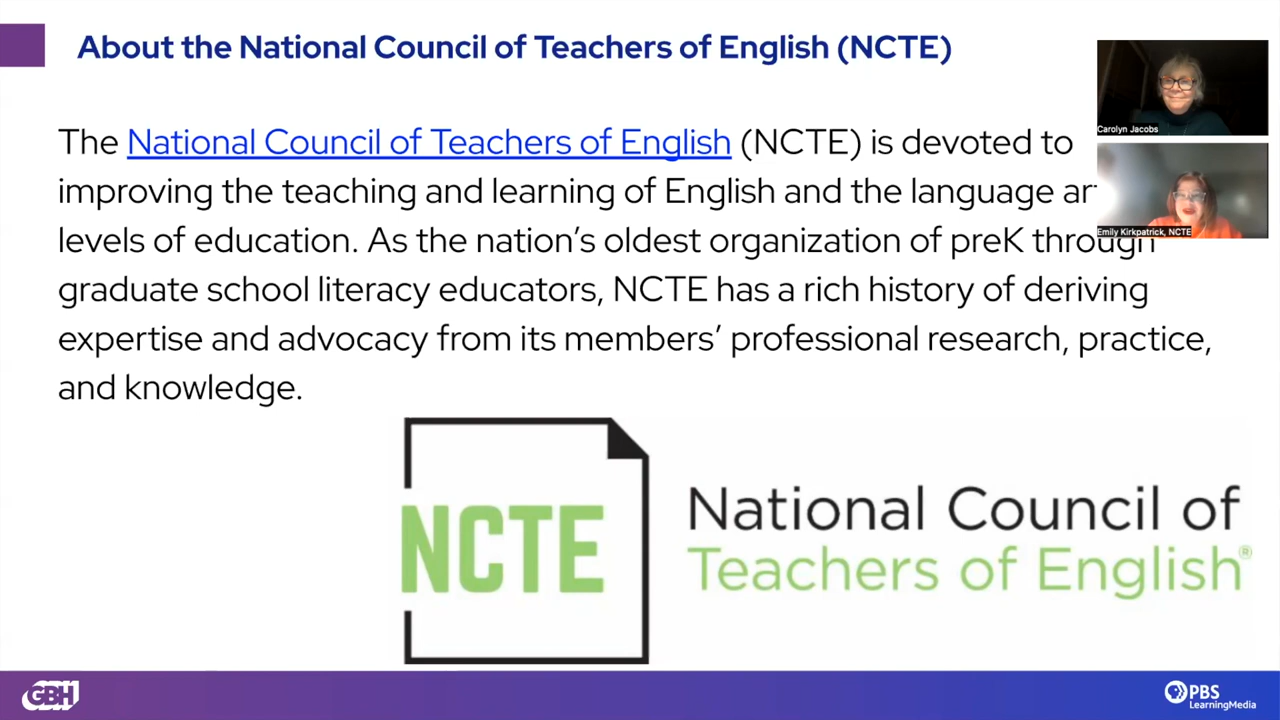 About the National Council of Teachers of English (NCTE)
Carolyn Jacobs
The National Council of Teachers of English (NCTE) is devoted to
improving the teaching and learning of English and the language
Emily Kirkpatrick, NCTE
levels of education. As the nation's oldest organization of preK through
graduate school literacy educators, NCTE has a rich history of deriving
expertise and advocacy from its members' professional research, practice,
and knowledge.
NCTE
National Council of
Teachers of English®
GBH
PBS
LearningMedia